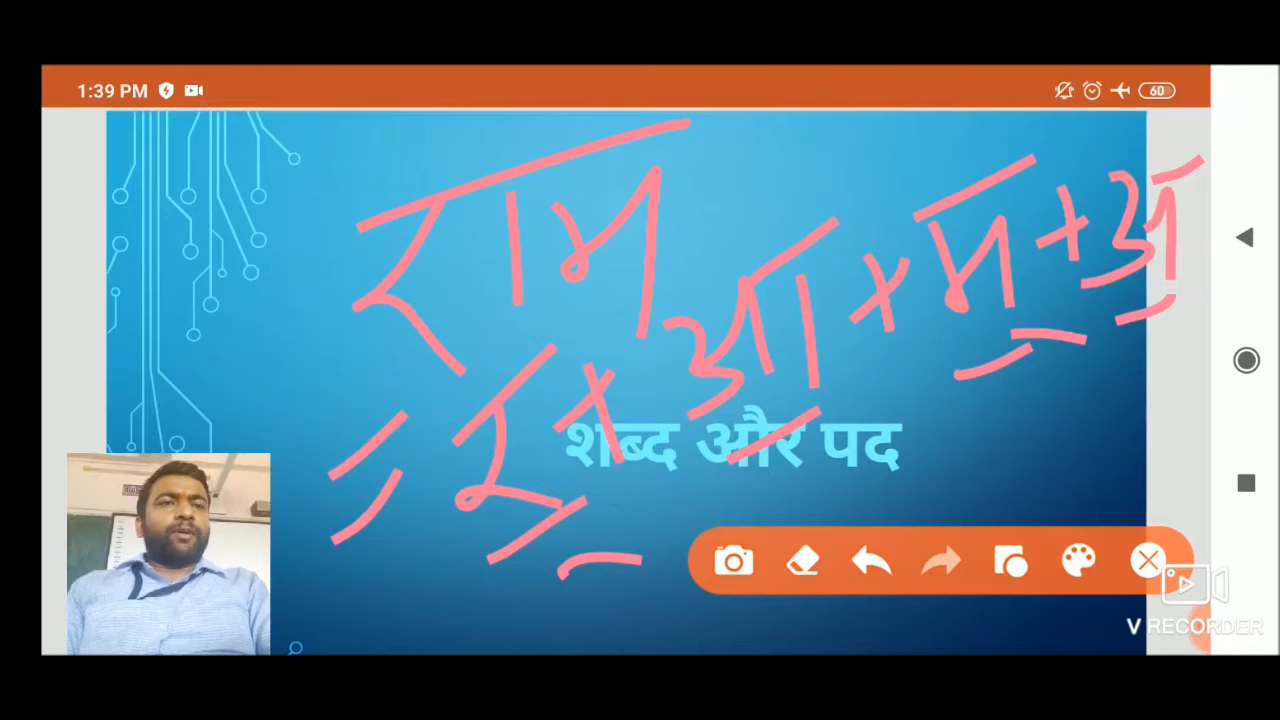 1:39 PM
60
राम
= र् + आ + म् + अ
शब्द और पद
V RECORDER